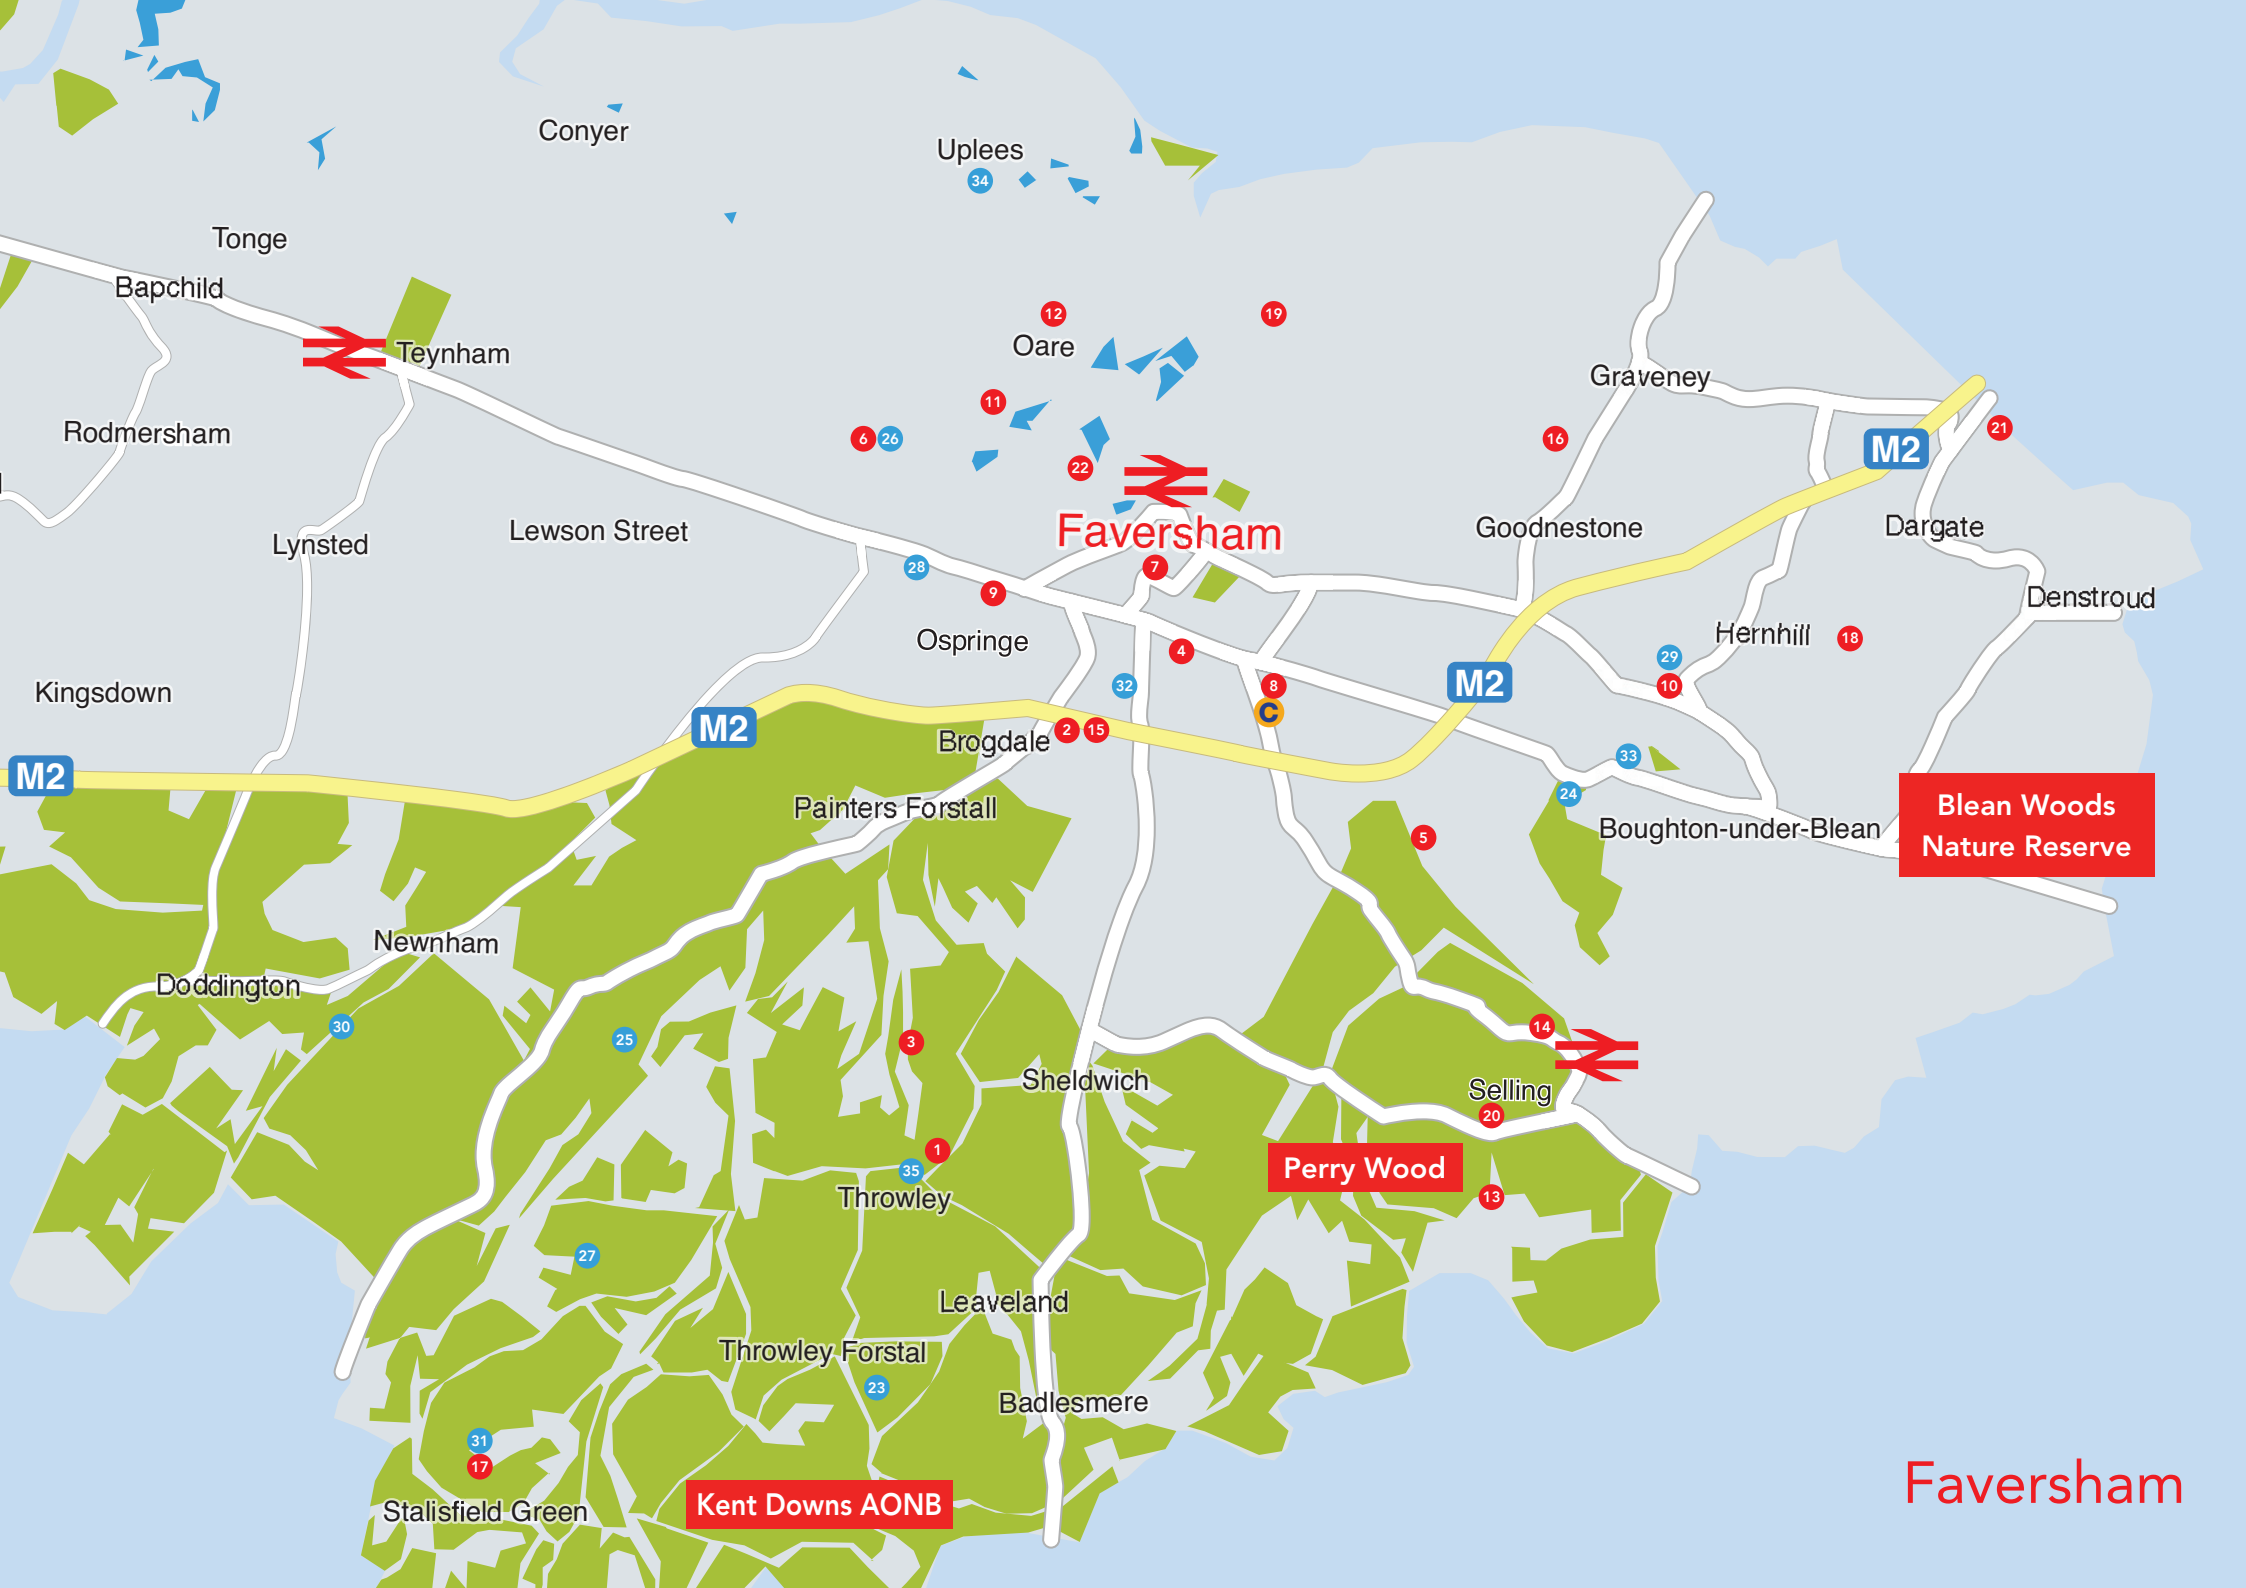 Conyer
Uplees
34
Tonge
Bapchild
12
19
Oare
Teynham
Graveney
11
Rodmersham
6
26
16
21
M2
22
Faversham
Lewson Street
Goodnestone
Dargate
Lynsted
28
7
9
Denstroud
Ospringe
4
Hernhill
18
29
Kingsdown
32
8
M2
10
C
M2
2
15
Brogdale
33
M2
24
Painters Forstall
5
Boughton-under-Blean
Blean Woods
Nature Reserve
Newnham
Doddington
30
25
3
14
Sheldwich
Selling
20
1
35
Perry Wood
Throwley
13
27
Leaveland
Throwley Forstal
23
Badlesmere
31
17
Stalisfield Green
Kent Downs AONB
Faversham